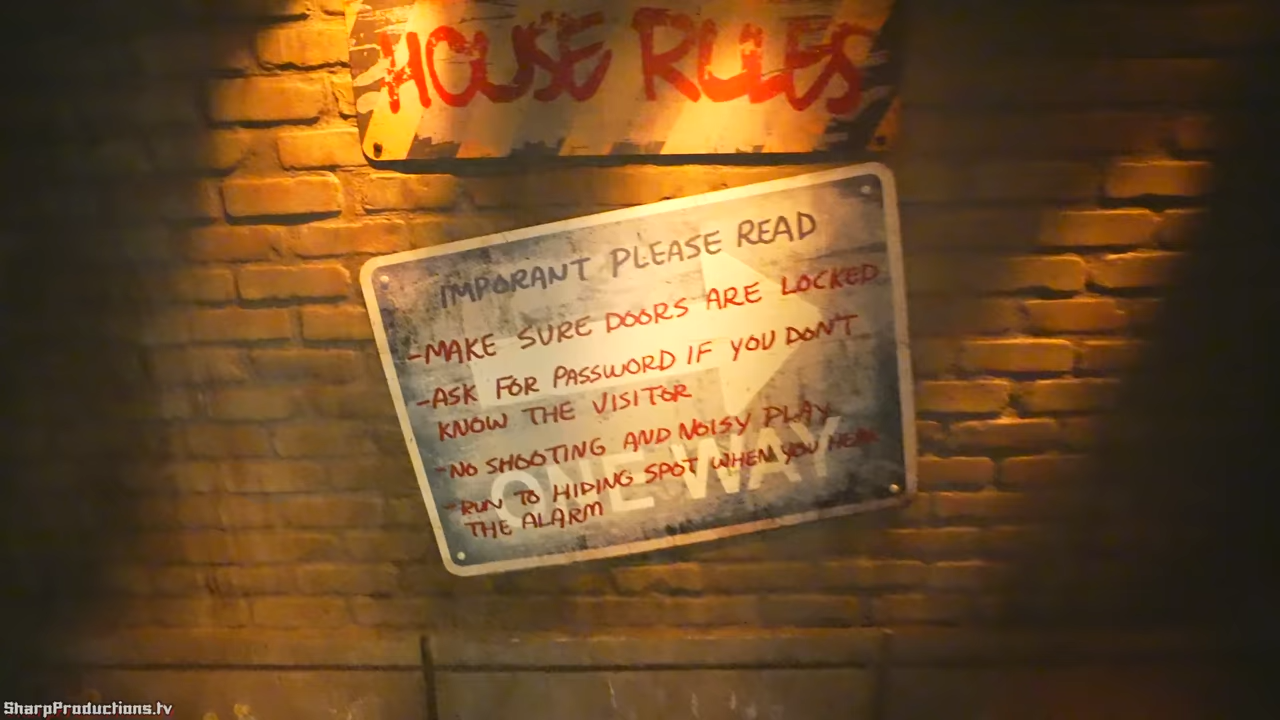 HOUSE RULES
IMPORANT PLEASE READ
-MAKE SURE DOORS ARE LOCKED
-ASK FOR PASSWORD IF YOU DON'T
KNOW THE VISITOR
-NO SHOOTING AND NOISY PLAY
-RUN TO HIDING SPOT WHEN YOU HEAR
THE ALARM
ONE WAY
SharpProductions.tv